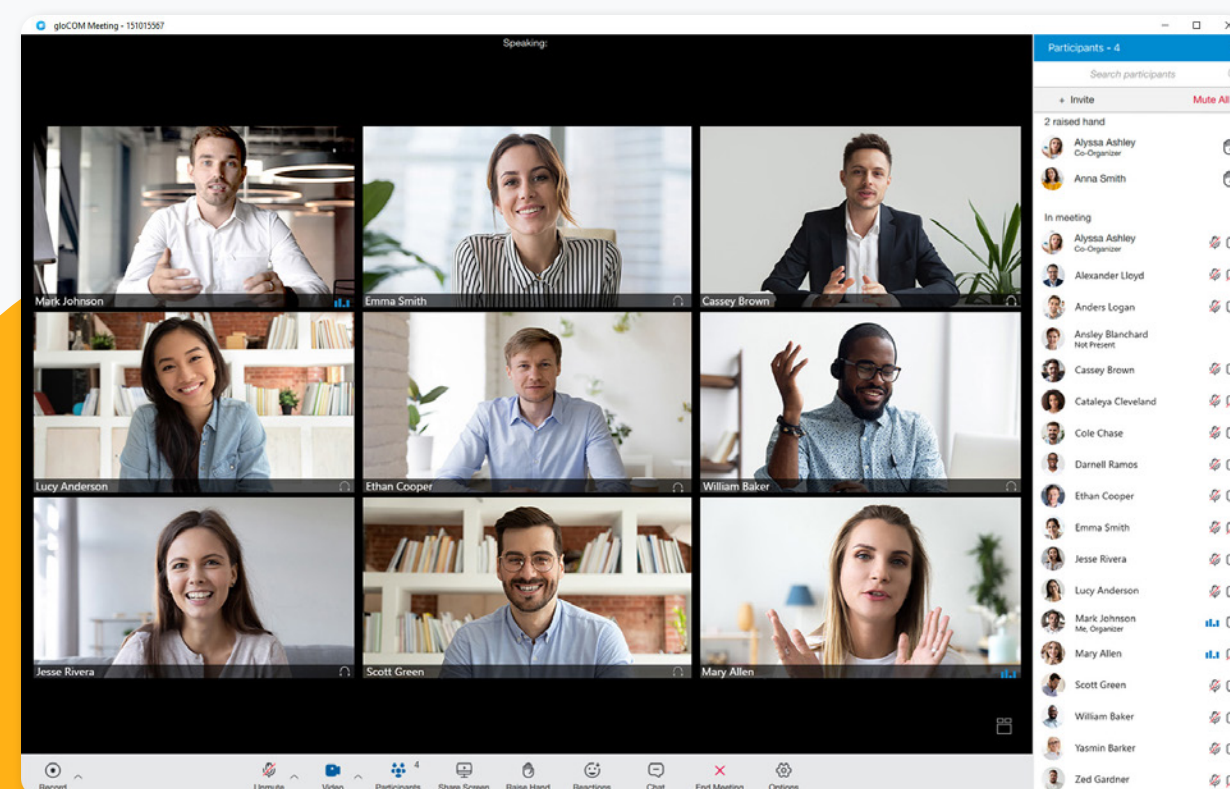 gloCOM Meeting - 151015567
Speaking:
Mark Johnson
Emma Smith
Cassey Brown
Lucy Anderson
Ethan Cooper
William Baker
Jesse Rivera
Scott Green
Mary Allen
Record
Unmute
Video
4
Participants
Share Screen
Raise Hand
Reactions
Chat
End Meeting
Options
Participants - 4
Search participants
+ Invite
Mute All
2 raised hand
Alyssa Ashley
Co-Organizer
Anna Smith
In meeting
Alyssa Ashley
Co-Organizer
Alexander Lloyd
Anders Logan
Ansley Blanchard
Not Present
Cassey Brown
Cataleya Cleveland
Cole Chase
Darnell Ramos
Ethan Cooper
Emma Smith
Jesse Rivera
Lucy Anderson
Mark Johnson
Me, Organizer
Mary Allen
Scott Green
William Baker
Yasmin Barker
Zed Gardner